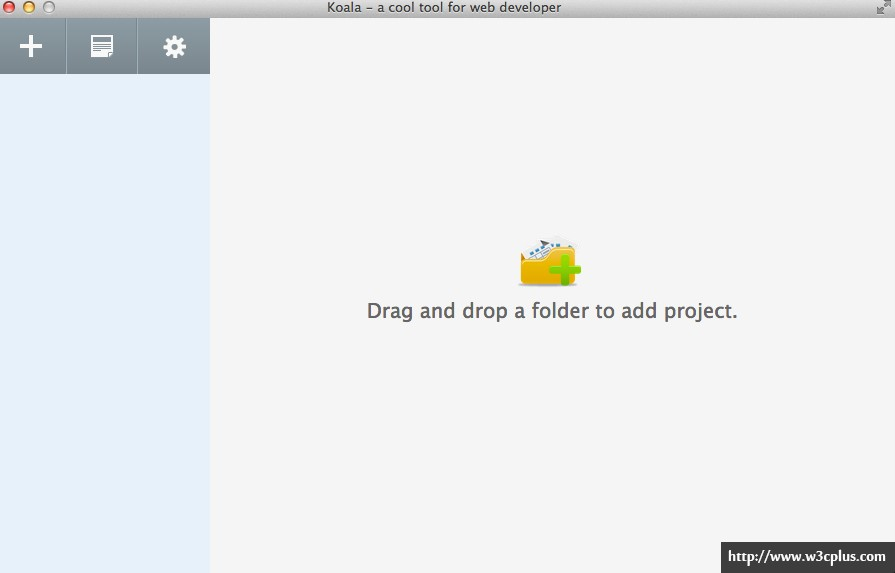 Koala – a cool tool for web developer
Drag and drop a folder to add project.
http://www.w3cplus.com